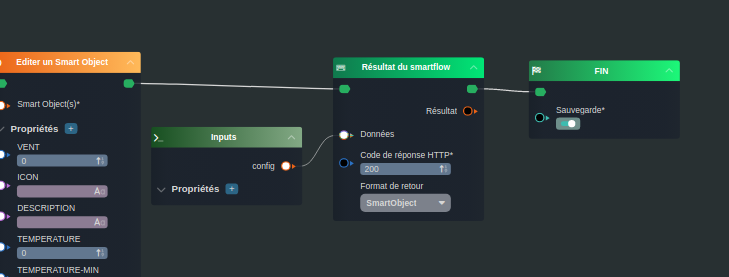 Editer un Smart Object
Smart Object(s)*
Propriétés +
VENT
0
ICON
A
DESCRIPTION
A
TEMPERATURE
0
TEMPERATURE-MIN
>_ Inputs
config
Propriétés +
Résultat du smartflow
Résultat
Données
Code de réponse HTTP*
200
Format de retour
SmartObject
FIN
Sauvegarde*